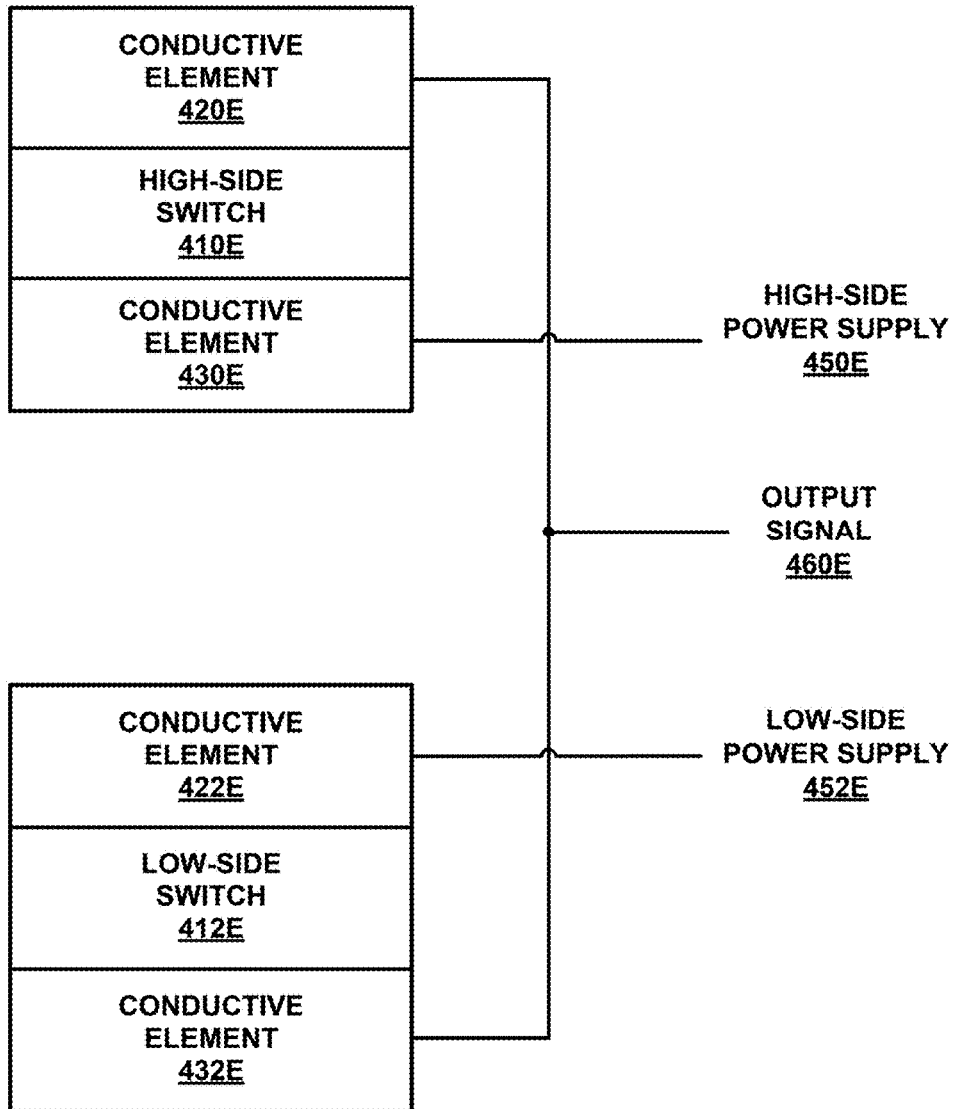 CONDUCTIVE
ELEMENT
420E
HIGH-SIDE
SWITCH
410E
CONDUCTIVE
ELEMENT
430E
HIGH-SIDE
POWER SUPPLY
450E
OUTPUT
SIGNAL
460E
CONDUCTIVE
ELEMENT
422E
LOW-SIDE
POWER SUPPLY
452E
LOW-SIDE
SWITCH
412E
CONDUCTIVE
ELEMENT
432E